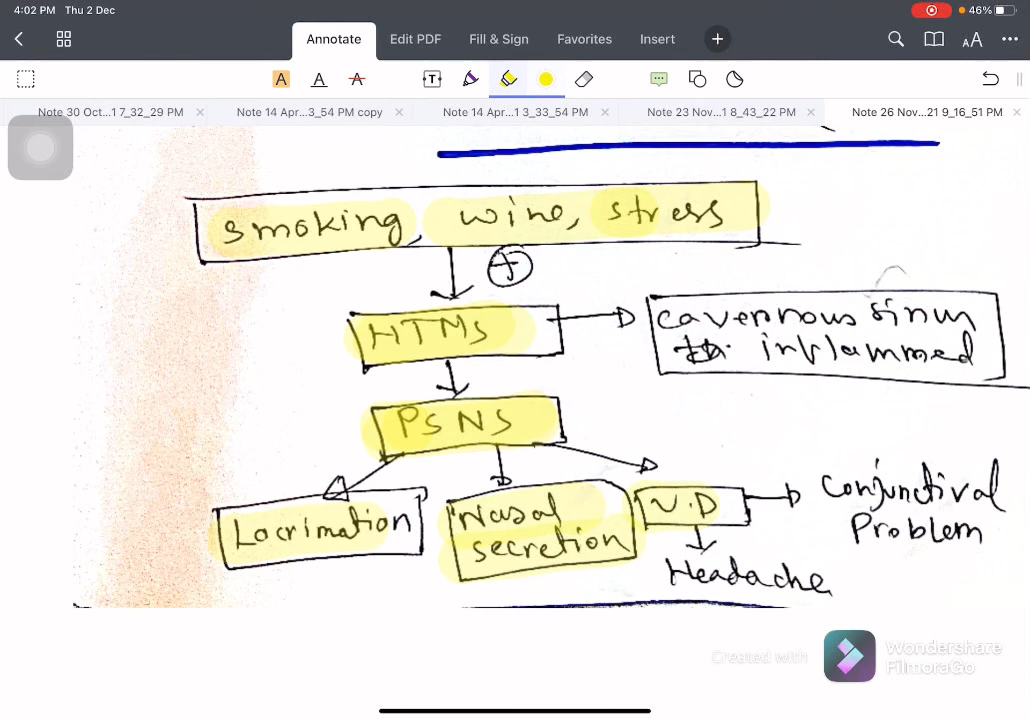 4:02 PM Thu 2 Dec
46%
Annotate
Edit PDF
Fill & Sign
Favorites
Insert
Note 30 Oct...1 7_32_29 PM
Note 14 Apr...3_54 PM copy
Note 14 Apr...1 3_33_54 PM
Note 23 Nov...1 8_43_22 PM
Note 26 Nov...21 9_16_51 PM
smoking, wine, stress
+
HTMs
cavernous sinus
inflammed
PSNS
Lacrimation
Nasal
secretion
V.D
Conjunctival
Problem
Headache
Created with
Wondershare
FilmoraGo